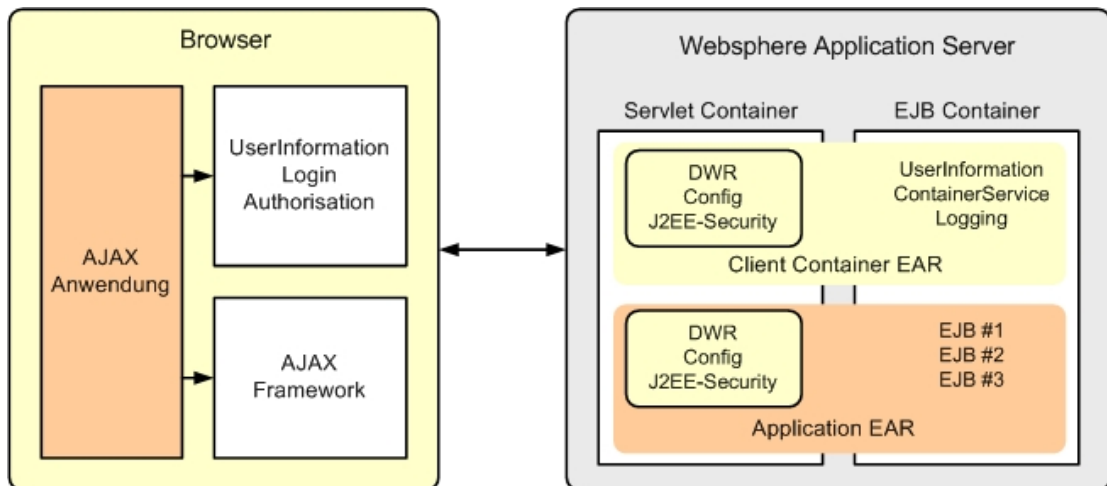 Browser
AJAX
Anwendung
UserInformation
Login
Authorisation
AJAX
Framework
Websphere Application Server
Servlet Container
EJB Container
DWR
Config
J2EE-Security
UserInformation
ContainerService
Logging
Client Container EAR
DWR
Config
J2EE-Security
EJB #1
EJB #2
EJB #3
Application EAR